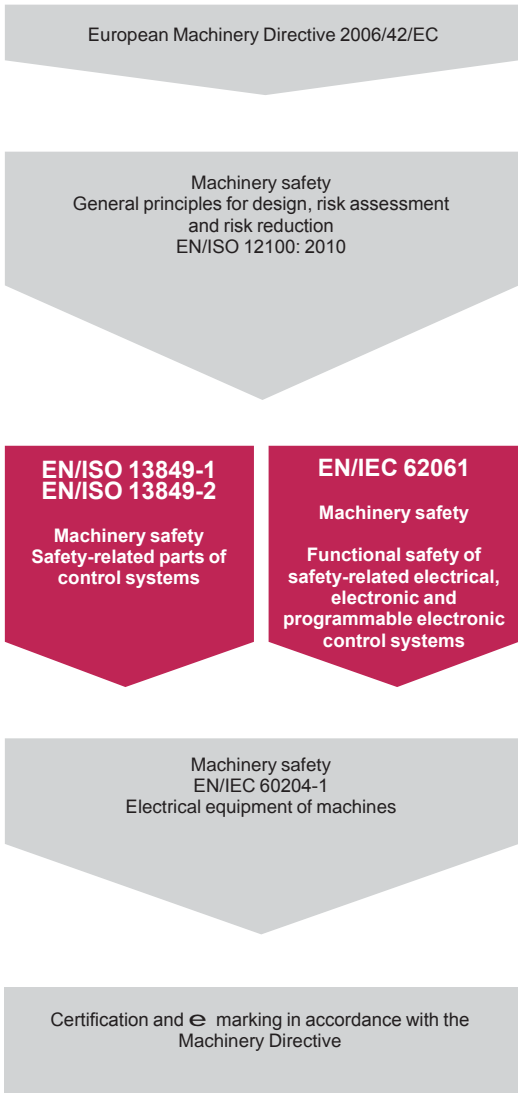 European Machinery Directive 2006/42/EC
Machinery safety
General principles for design, risk assessment
and risk reduction
EN/ISO 12100: 2010
EN/ISO 13849-1
EN/ISO 13849-2
Machinery safety
Safety-related parts of
control systems
EN/IEC 62061
Machinery safety
Functional safety of
safety-related electrical,
electronic and
programmable electronic
control systems
Machinery safety
EN/IEC 60204-1
Electrical equipment of machines
Certification and e marking in accordance with the
Machinery Directive